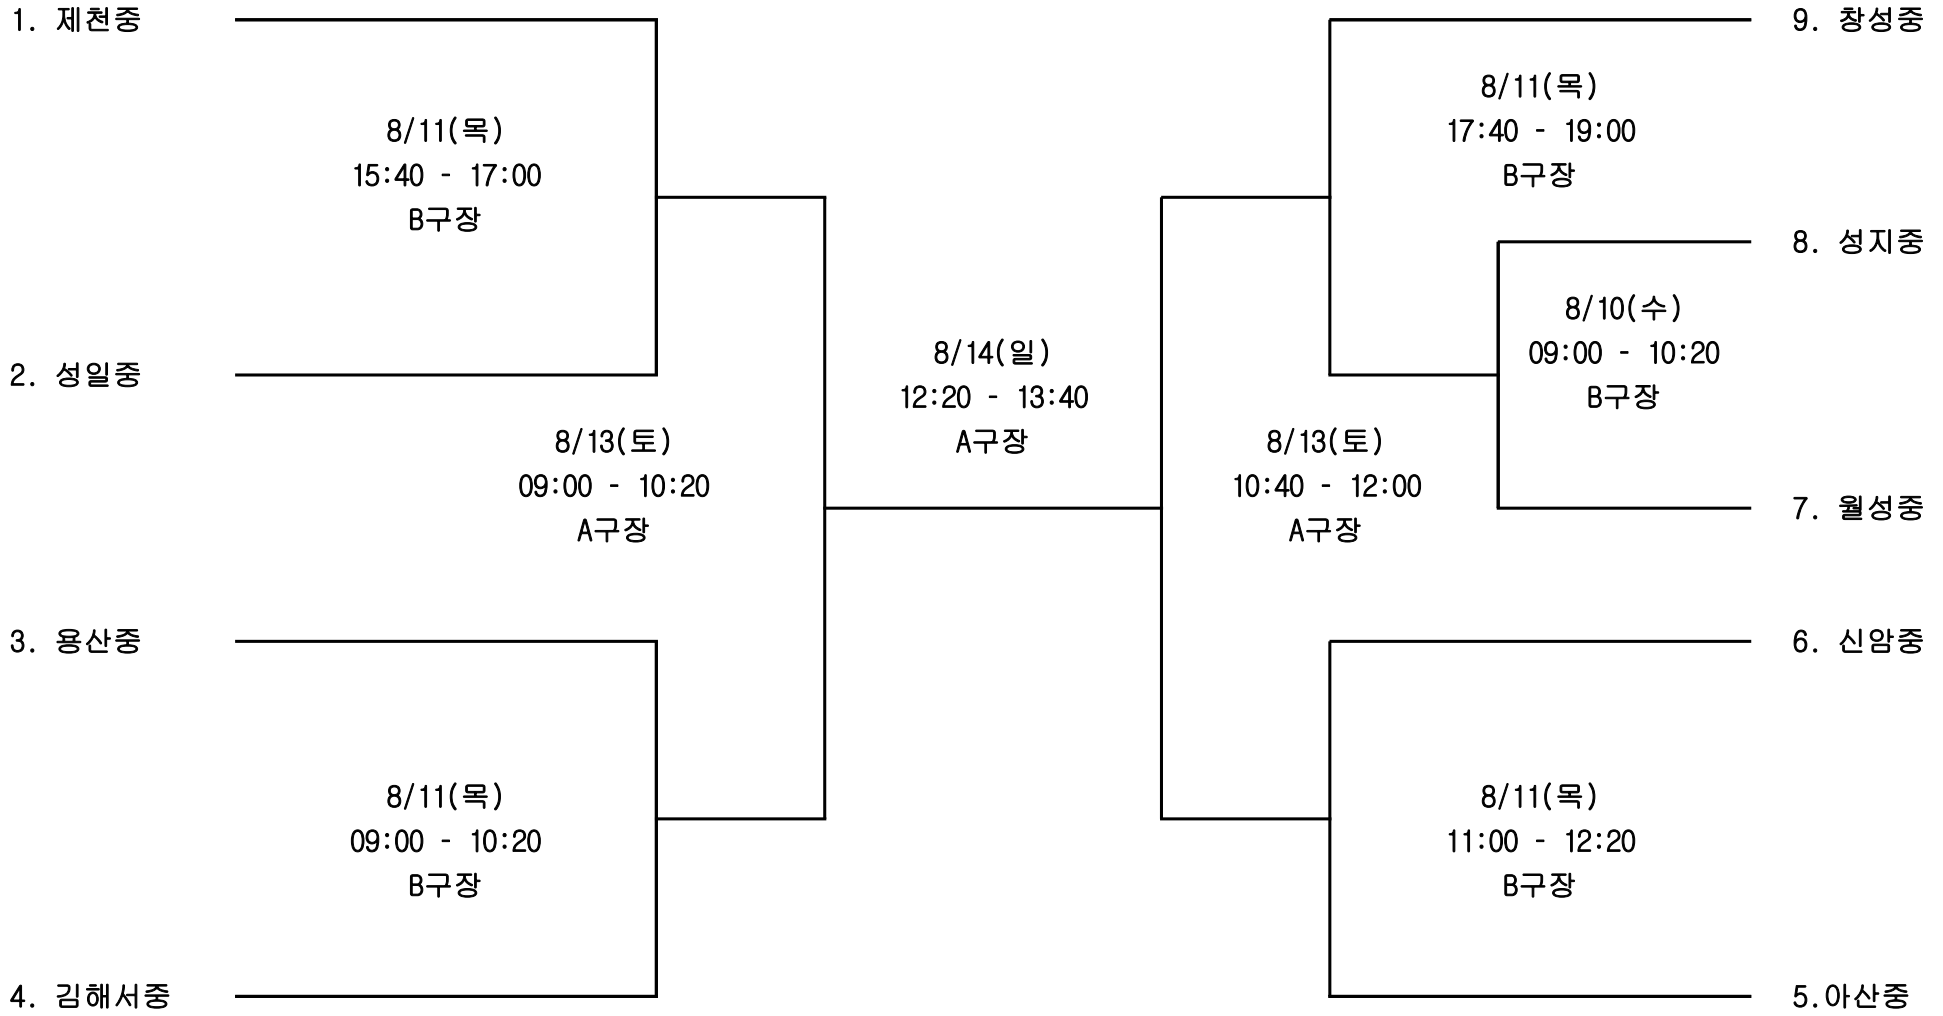 1. 제천중
8/11(목)
15:40 - 17:00
B구장
2. 성일중
8/13(토)
09:00 - 10:20
A구장
3. 용산중
8/11(목)
09:00 - 10:20
B구장
4. 김해서중
8/14(일)
12:20 - 13:40
A구장
9. 창성중
8/11(목)
17:40 - 19:00
B구장
8. 성지중
8/10(수)
09:00 - 10:20
B구장
7. 월성중
8/13(토)
10:40 - 12:00
A구장
6. 신암중
8/11(목)
11:00 - 12:20
B구장
5.아산중